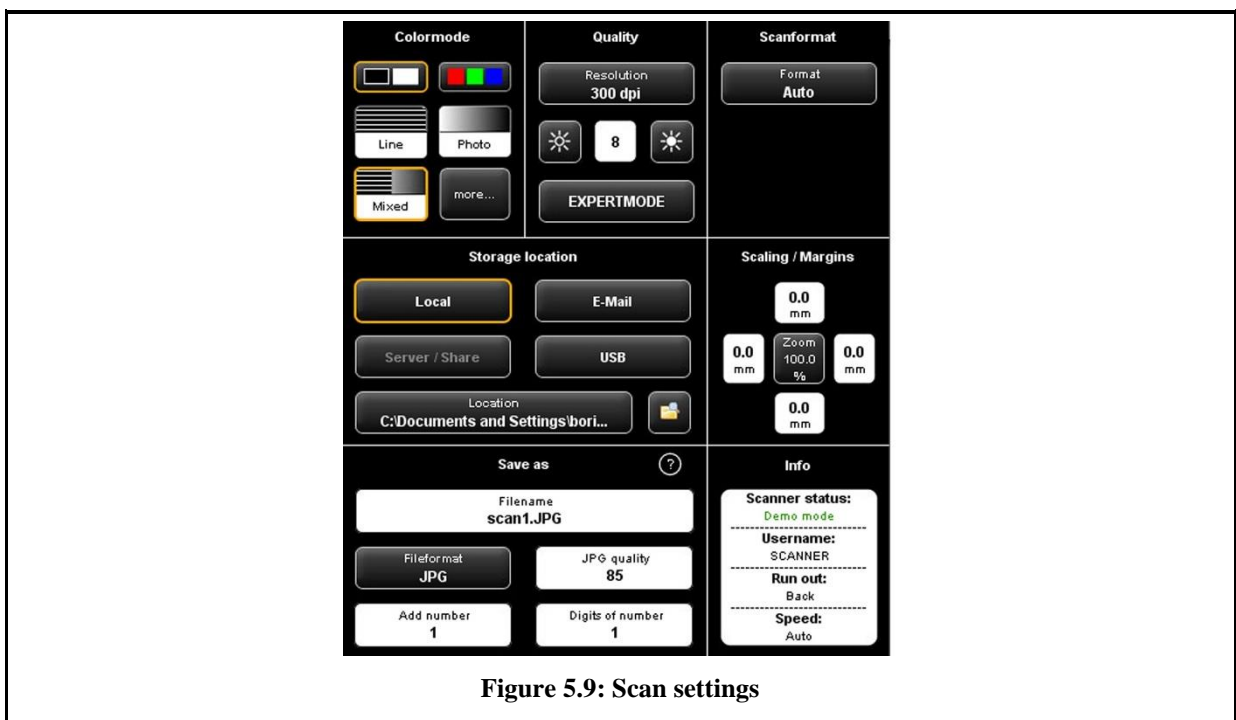 Colormode
Line
Photo
Mixed
more...
Quality
Resolution
300 dpi
8
EXPERTMODE
Scanformat
Format
Auto
Storage location
Local
E-Mail
Server / Share
USB
Location
C:\Documents and Settings\bori...
Scaling / Margins
0.0
mm
0.0
mm
Zoom
100.0
%
0.0
mm
0.0
mm
Save as
?
Filename
scan1.JPG
Fileformat
JPG
JPG quality
85
Add number
1
Digits of number
1
Info
Scanner status:
Demo mode
Username:
SCANNER
Run out:
Back
Speed:
Auto
Figure 5.9: Scan settings